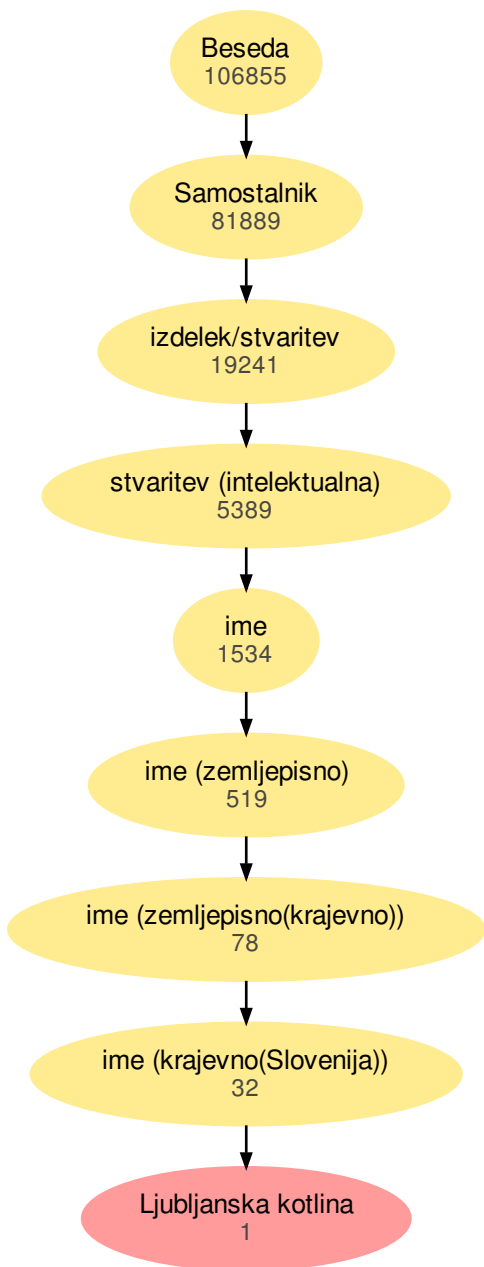 Beseda
106855
Samostalnik
81889
izdelek/stvaritev
19241
stvaritev (intelektualna)
5389
ime
1534
ime (zemljepisno)
519
ime (zemljepisno(krajevno))
78
ime (krajevno(Slovenija))
32
Ljubljanska kotlina
1